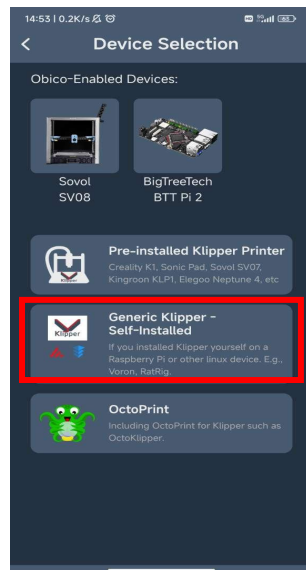 14:53 | 0.2K/s
Device Selection
Obico-Enabled Devices:
Sovol
SV08
BigTreeTech
BTT Pi 2
Klipper
Pre-installed Klipper Printer
Creality K1, Sonic Pad, Sovol SV07,
Kingroon KLP1, Elegoo Neptune 4, etc
Klipper
Generic Klipper -
Self-Installed
If you installed Klipper yourself on a
Raspberry Pi or other linux device. E.g.,
Voron, RatRig.
OctoPrint
Including OctoPrint for Klipper such as
OctoKlipper.